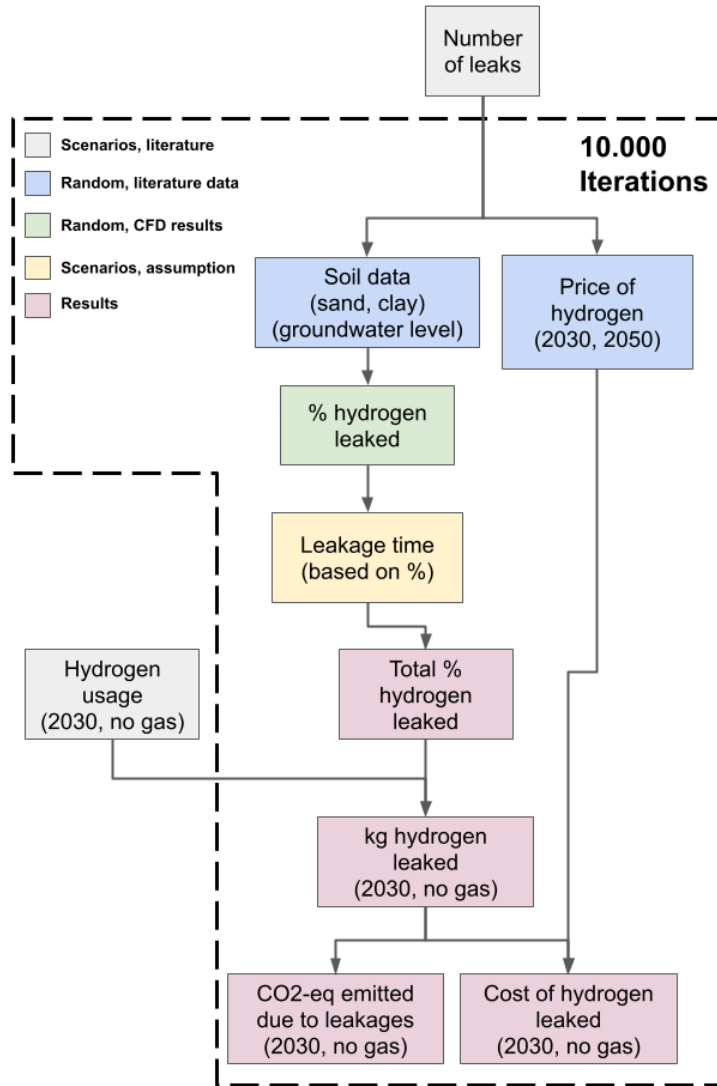 Number
of leaks
10.000
Iterations
Scenarios, literature
Random, literature data
Random, CFD results
Scenarios, assumption
Results
Soil data
(sand, clay)
(groundwater level)
Price of
hydrogen
(2030, 2050)
% hydrogen
leaked
Leakage time
(based on %)
Hydrogen
usage
(2030, no gas)
Total %
hydrogen
leaked
kg hydrogen
leaked
(2030, no gas)
CO2-eq emitted
due to leakages
(2030, no gas)
Cost of hydrogen
leaked
(2030, no gas)